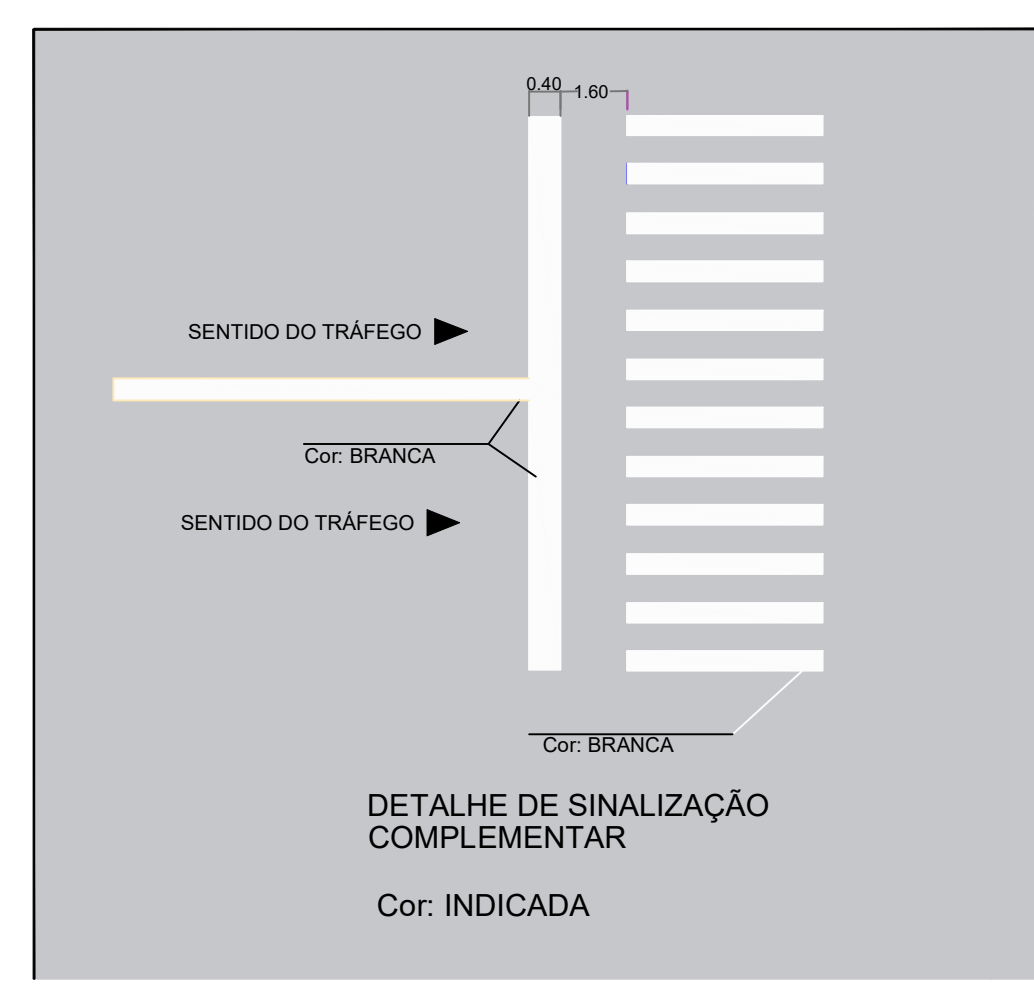 0.40
1.60
SENTIDO DO TRÁFEGO
Cor: BRANCA
SENTIDO DO TRÁFEGO
Cor: BRANCA
DETALHE DE SINALIZAÇÃO
COMPLEMENTAR
Cor: INDICADA